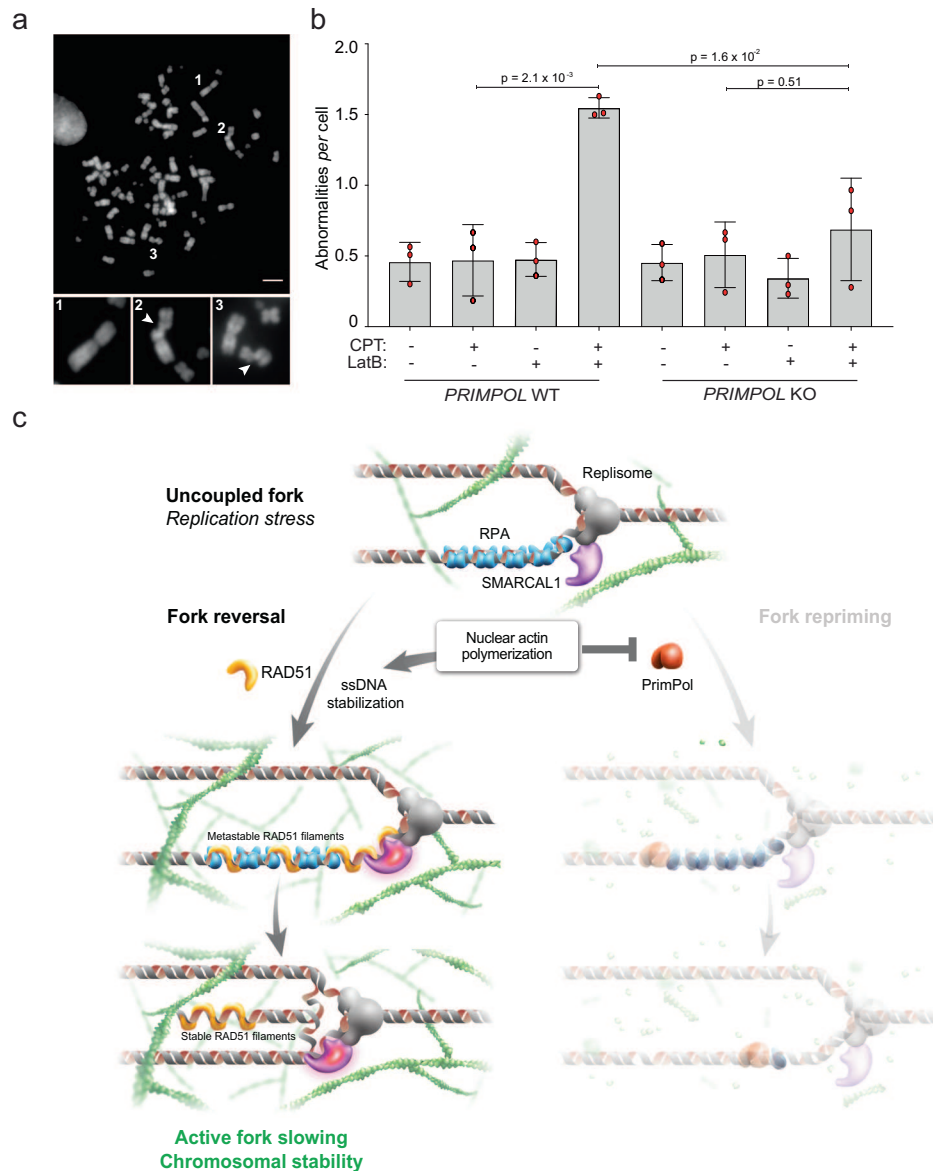 a
1
2
3
1
2
3
b
2.0
1.5
1.0
0.5
0
Abnormalities per cell
p = 2.1 x 10⁻³
p = 1.6 x 10⁻²
p = 0.51
CPT: - + - + - + - +
LatB: - - + + - - + +
PRIMPOL WT
PRIMPOL KO
c
Uncoupled fork
Replication stress
Replisome
RPA
SMARCAL1
Fork reversal
Fork repriming
Nuclear actin
polymerization
RAD51
ssDNA
stabilization
PrimPol
Metastable RAD51 filaments
Stable RAD51 filaments
Active fork slowing
Chromosomal stability